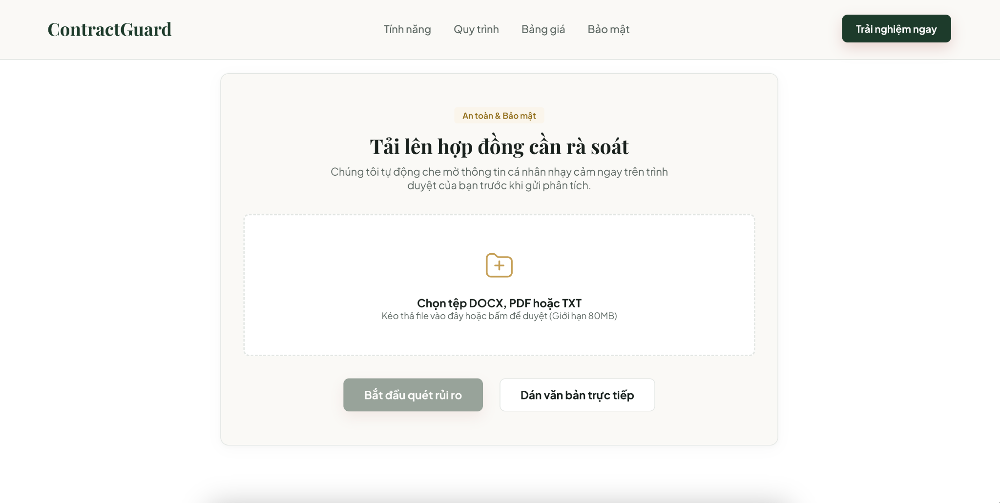 ContractGuard
Tính năng
Quy trình
Bảng giá
Bảo mật
Trải nghiệm ngay
An toàn & Bảo mật
Tải lên hợp đồng cần rà soát
Chúng tôi tự động che mờ thông tin cá nhân nhạy cảm ngay trên trình
duyệt của bạn trước khi gửi phân tích.
Chọn tệp DOCX, PDF hoặc TXT
Kéo thả file vào đây hoặc bấm để duyệt (Giới hạn 80MB)
Bắt đầu quét rủi ro
Dán văn bản trực tiếp